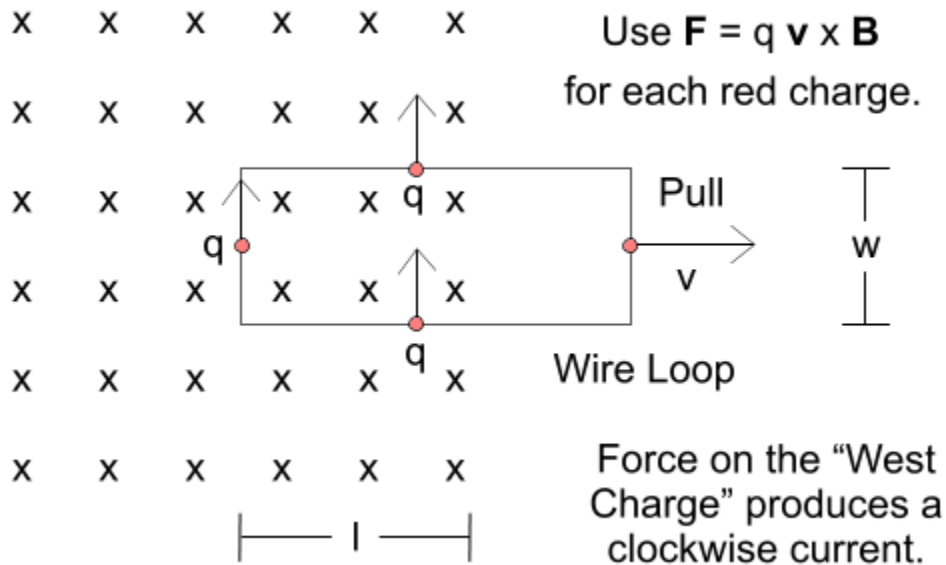 x x x x x x
Use F = q v x B
for each red charge.
x x x x x x
Pull
x x x x q x
q
w
v
x x x x x x
q
Wire Loop
x x x x x x
x x x x x x
Force on the “West
Charge” produces a
clockwise current.
l